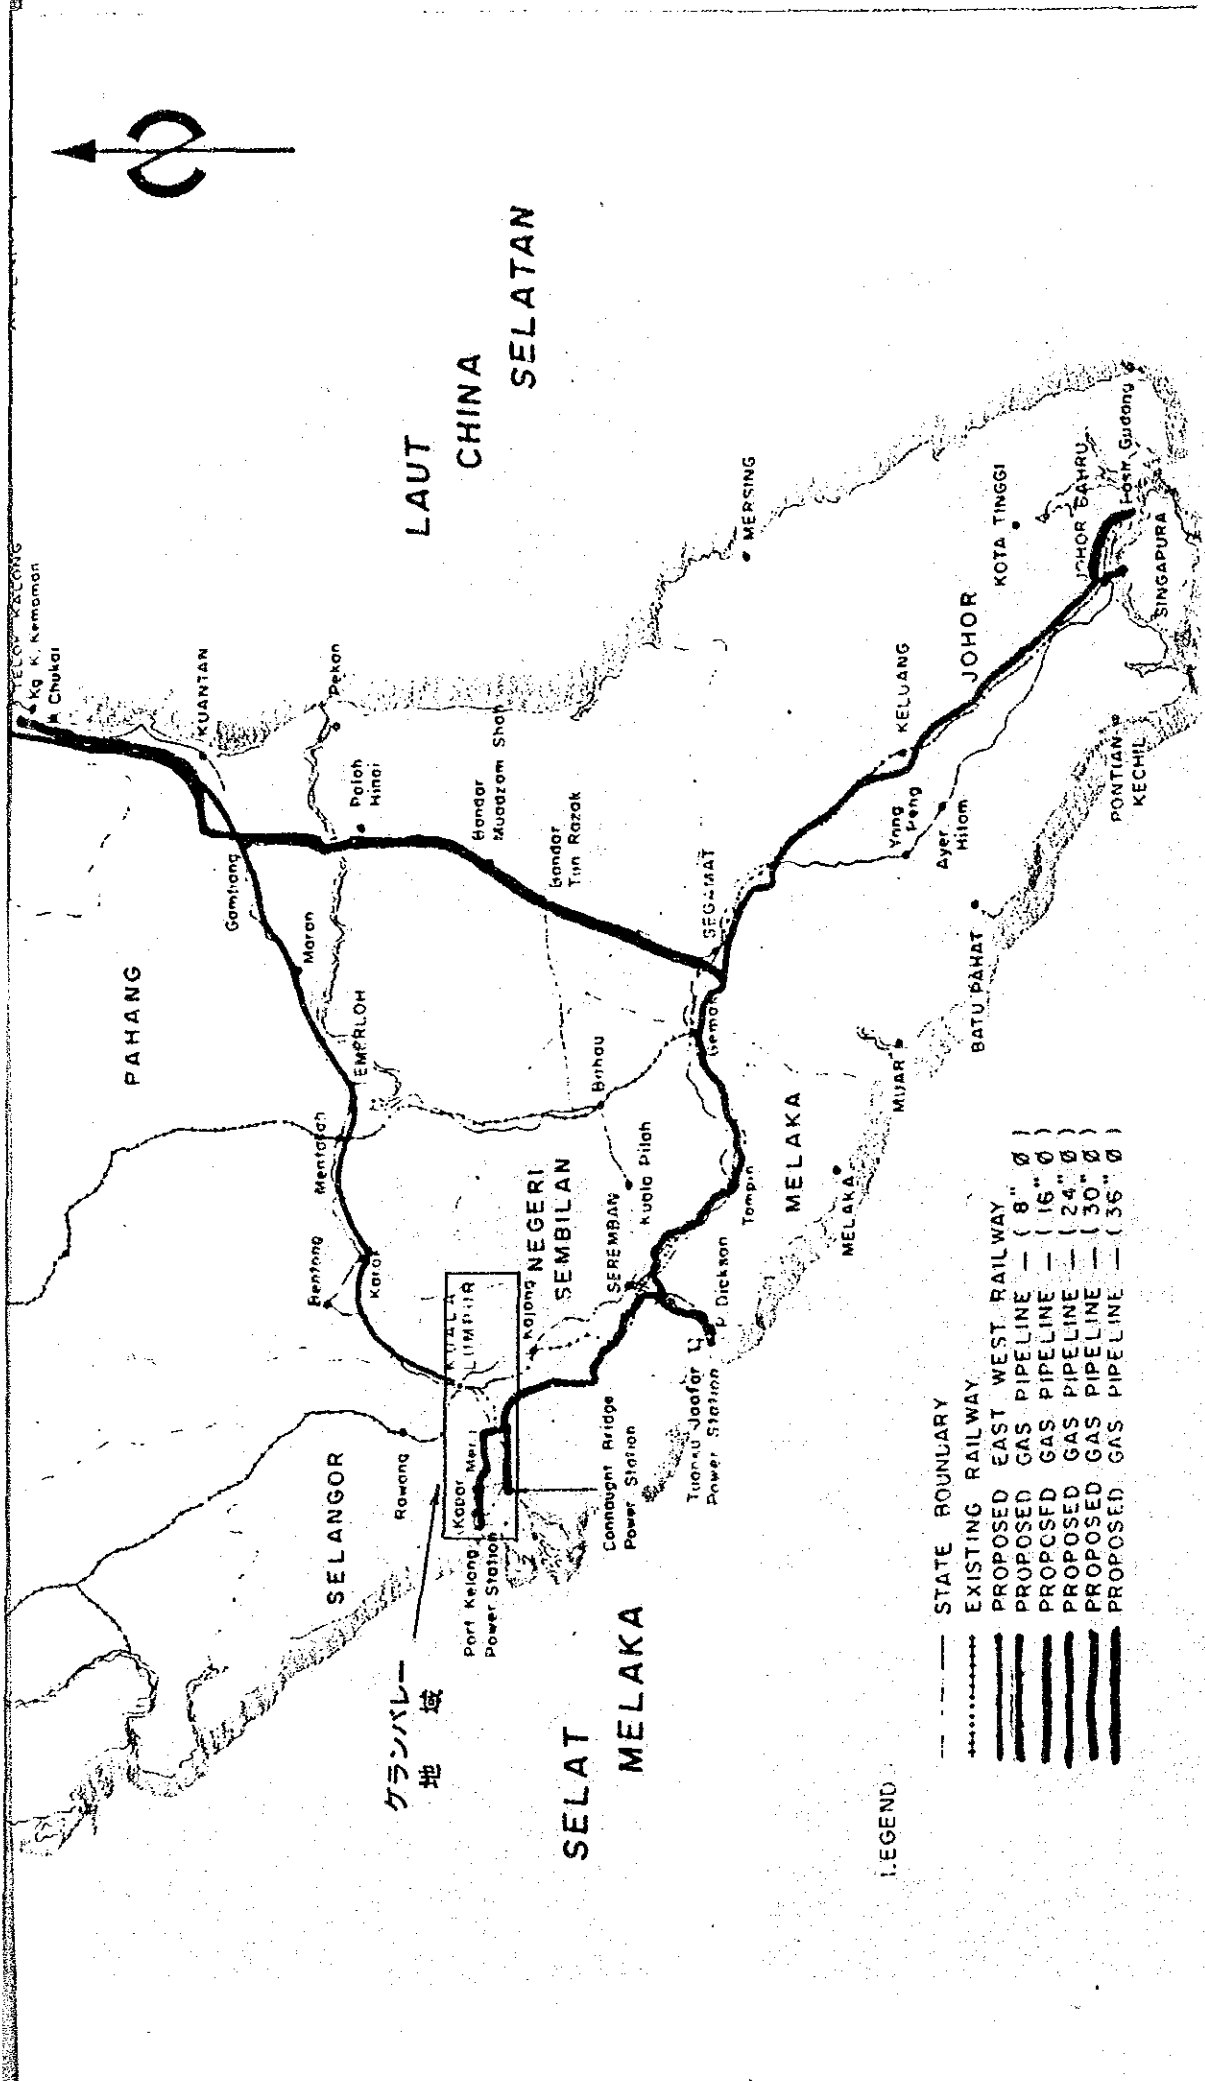 TELOK KALONG
Kg K. Kemaman
Chukai
KUANTAN
Pekan
Paloh
Hinai
Gambang
Maran
PAHANG
Mentakab
Bentong
Karak
Bandar
Muadzam Shah
Bandar
Tun Razak
LAUT
CHINA
SELATAN
MERSING
SEGAMAT
Bahau
Kuala Pilah
NEGERI
SEMBILAN
SEREMBAN
Kajang
KUALA
LUMPUR
SELANGOR
Rawang
Kapar
Port Kelang
Power Station
Connaught Bridge
Power Station
Tuanku Jaafar
Power Station
P Dickson
Tampin
MELAKA
MELAKA
MUAR
BATU PAHAT
Yong
Peng
Ayer
Hitam
KELUANG
JOHOR
KOTA TINGGI
JOHOR BAHRU
Pasir Gudang
SINGAPURA
PONTIAN
KECHIL
クランバレー
地 域
SELAT
MELAKA
LEGEND
STATE BOUNDARY
EXISTING RAILWAY
PROPOSED EAST WEST RAILWAY
PROPOSED GAS PIPELINE — ( 8" Ø )
PROPOSED GAS PIPELINE — ( 16" Ø )
PROPOSED GAS PIPELINE — ( 24" Ø )
PROPOSED GAS PIPELINE — ( 30" Ø )
PROPOSED GAS PIPELINE — ( 36" Ø )